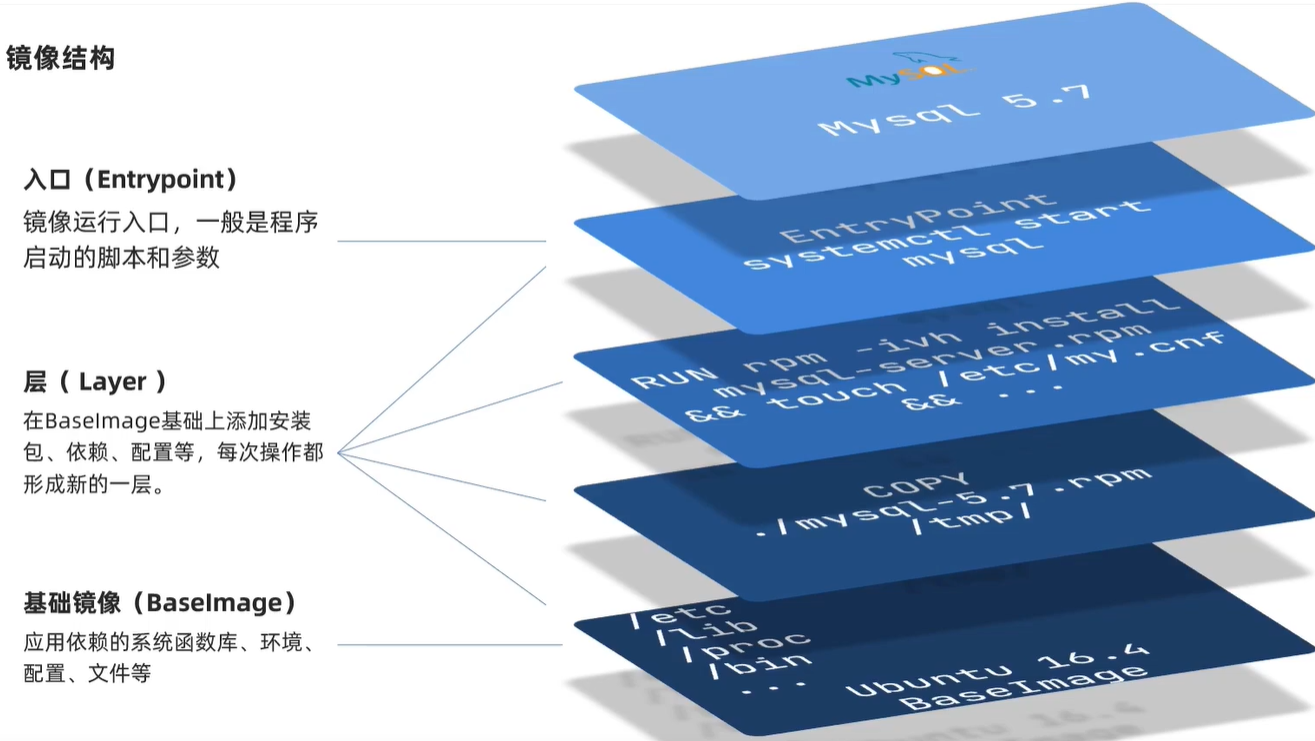 镜像结构
入口（Entrypoint）
镜像运行入口，一般是程序
启动的脚本和参数
层（ Layer ）
在BaseImage基础上添加安装
包、依赖、配置等，每次操作都
形成新的一层。
基础镜像（BaseImage）
应用依赖的系统函数库、环境、
配置、文件等
MySQL
Mysql 5.7
EntryPoint
systemctl start
mysql
RUN rpm -ivh install
mysql-server.rpm
&& touch /etc/my.cnf
&& ...
COPY
./mysql-5.7.rpm
/tmp/
/etc
/lib
/proc
/bin
...
Ubuntu 16.4
BaseImage